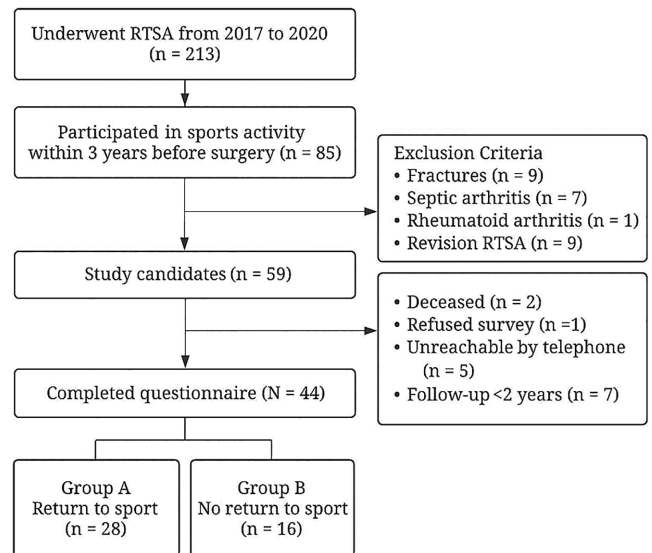 Underwent RTSA from 2017 to 2020
(n = 213)
Participated in sports activity
within 3 years before surgery (n = 85)
Exclusion Criteria
• Fractures (n = 9)
• Septic arthritis (n = 7)
• Rheumatoid arthritis (n = 1)
• Revision RTSA (n = 9)
Study candidates (n = 59)
• Deceased (n = 2)
• Refused survey (n =1)
• Unreachable by telephone
(n = 5)
• Follow-up <2 years (n = 7)
Completed questionnaire (N = 44)
Group A
Return to sport
(n = 28)
Group B
No return to sport
(n = 16)